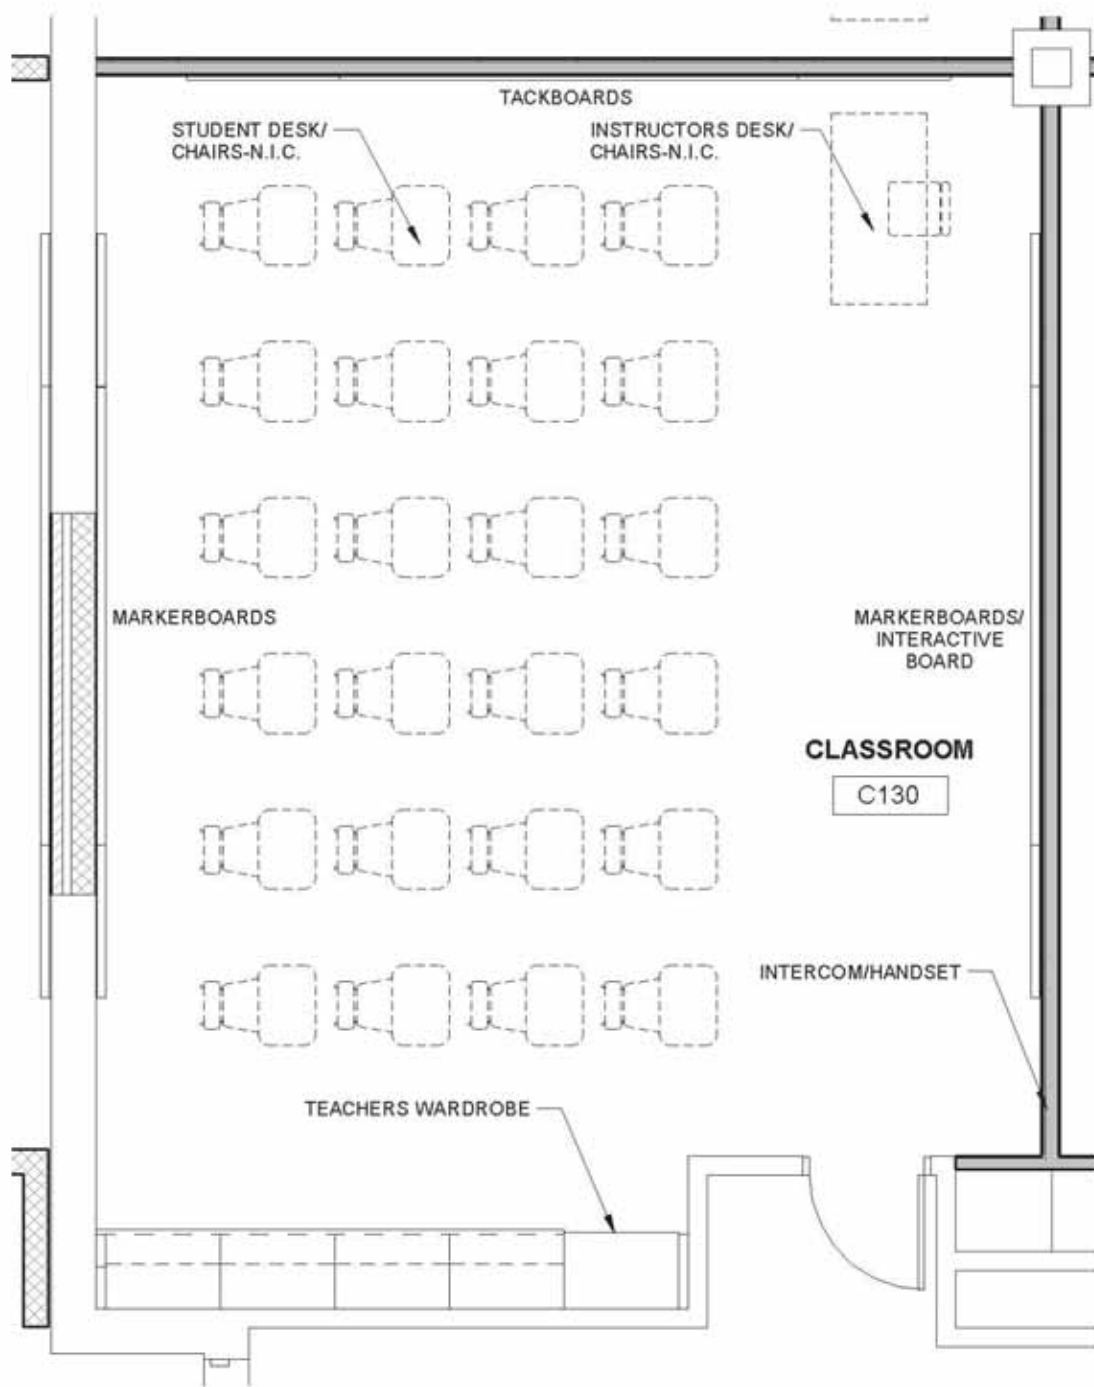 TACKBOARDS
STUDENT DESK/
CHAIRS-N.I.C.
INSTRUCTORS DESK/
CHAIRS-N.I.C.
MARKERBOARDS
MARKERBOARDS/
INTERACTIVE
BOARD
CLASSROOM
C130
INTERCOM/HANDSET
TEACHERS WARDROBE